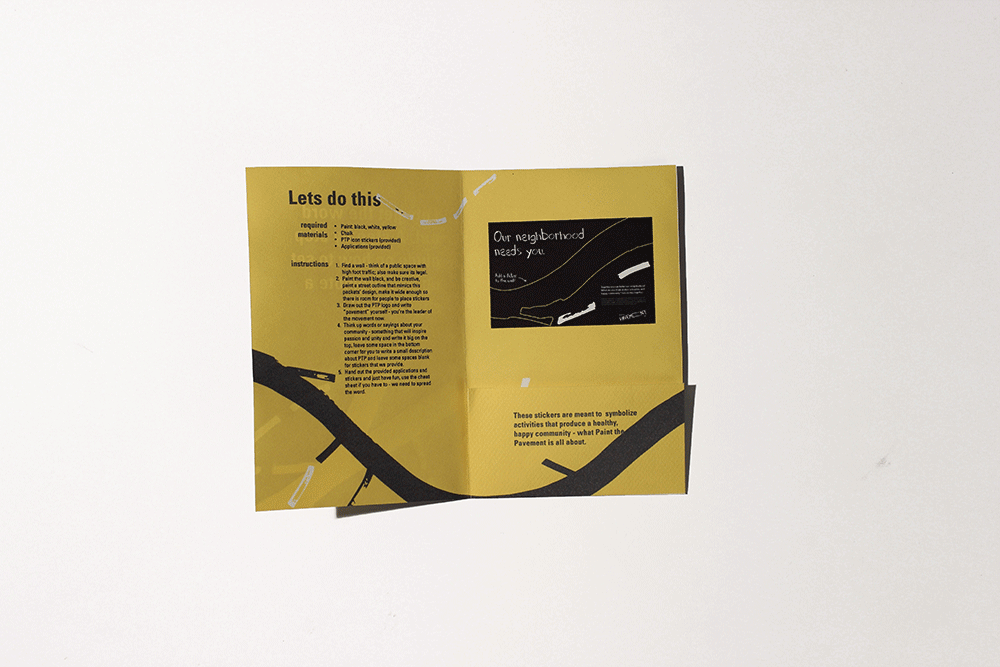 Lets do this
required
materials
• Paint: black, white, yellow
• Chalk
• PTP icon stickers (provided)
• Applications (provided)
instructions
1. Find a wall - think of a public space with
high foot traffic; also make sure its legal.
2. Paint the wall black, and be creative,
paint a street outline that mimics this
packets' design, make it wide enough so
there is room for people to place stickers
3. Draw out the PTP logo and write
"pavement" yourself - you're the leader of
the movement now.
4. Think up words or sayings about your
community - something that will inspire
passion and unity and write it big on the
top, leave some space in the bottom
corner for you to write a small description
about PTP and leave some spaces blank
for stickers that we provide.
5. Hand out the provided applications and
stickers and just have fun, use the cheat
sheet if you have to - we need to spread
the word.
Our neighborhood
needs you.
to the wall
These stickers are meant to symbolize
activities that produce a healthy,
happy community - what Paint the
Pavement is all about.